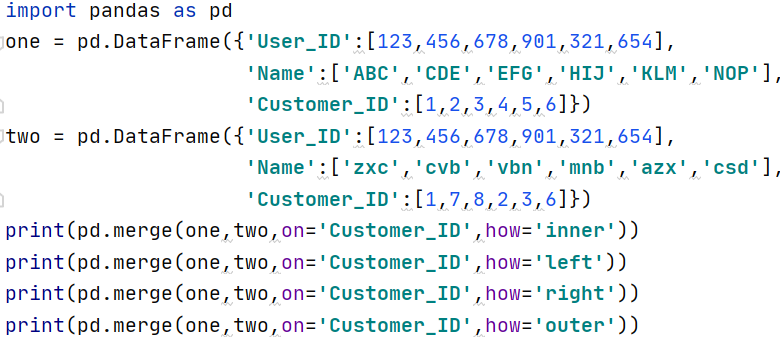 import pandas as pd
one = pd.DataFrame({'User_ID':[123,456,678,901,321,654],
'Name':['ABC','CDE','EFG','HIJ','KLM','NOP'],
'Customer_ID':[1,2,3,4,5,6]})
two = pd.DataFrame({'User_ID':[123,456,678,901,321,654],
'Name':['zxc','cvb','vbn','mnb','azx','csd'],
'Customer_ID':[1,7,8,2,3,6]})
print(pd.merge(one,two,on='Customer_ID',how='inner'))
print(pd.merge(one,two,on='Customer_ID',how='left'))
print(pd.merge(one,two,on='Customer_ID',how='right'))
print(pd.merge(one,two,on='Customer_ID',how='outer'))